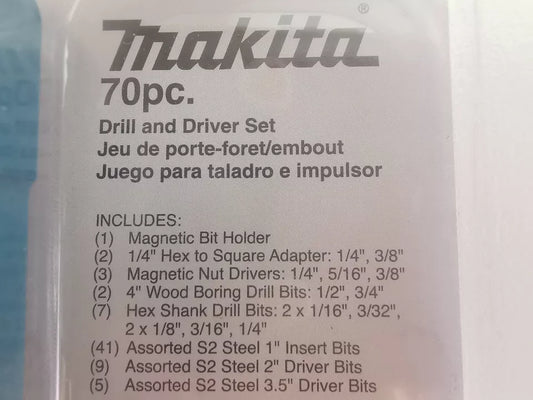 makita®
70pc.
Drill and Driver Set
Jeu de porte-foret/embout
Juego para taladro e impulsor
INCLUDES:
(1) Magnetic Bit Holder
(2) 1/4" Hex to Square Adapter: 1/4", 3/8"
(3) Magnetic Nut Drivers: 1/4", 5/16", 3/8"
(2) 4" Wood Boring Drill Bits: 1/2", 3/4"
(7) Hex Shank Drill Bits: 2 x 1/16", 3/32",
2 x 1/8", 3/16", 1/4"
(41) Assorted S2 Steel 1" Insert Bits
(9) Assorted S2 Steel 2" Driver Bits
(5) Assorted S2 Steel 3.5" Driver Bits